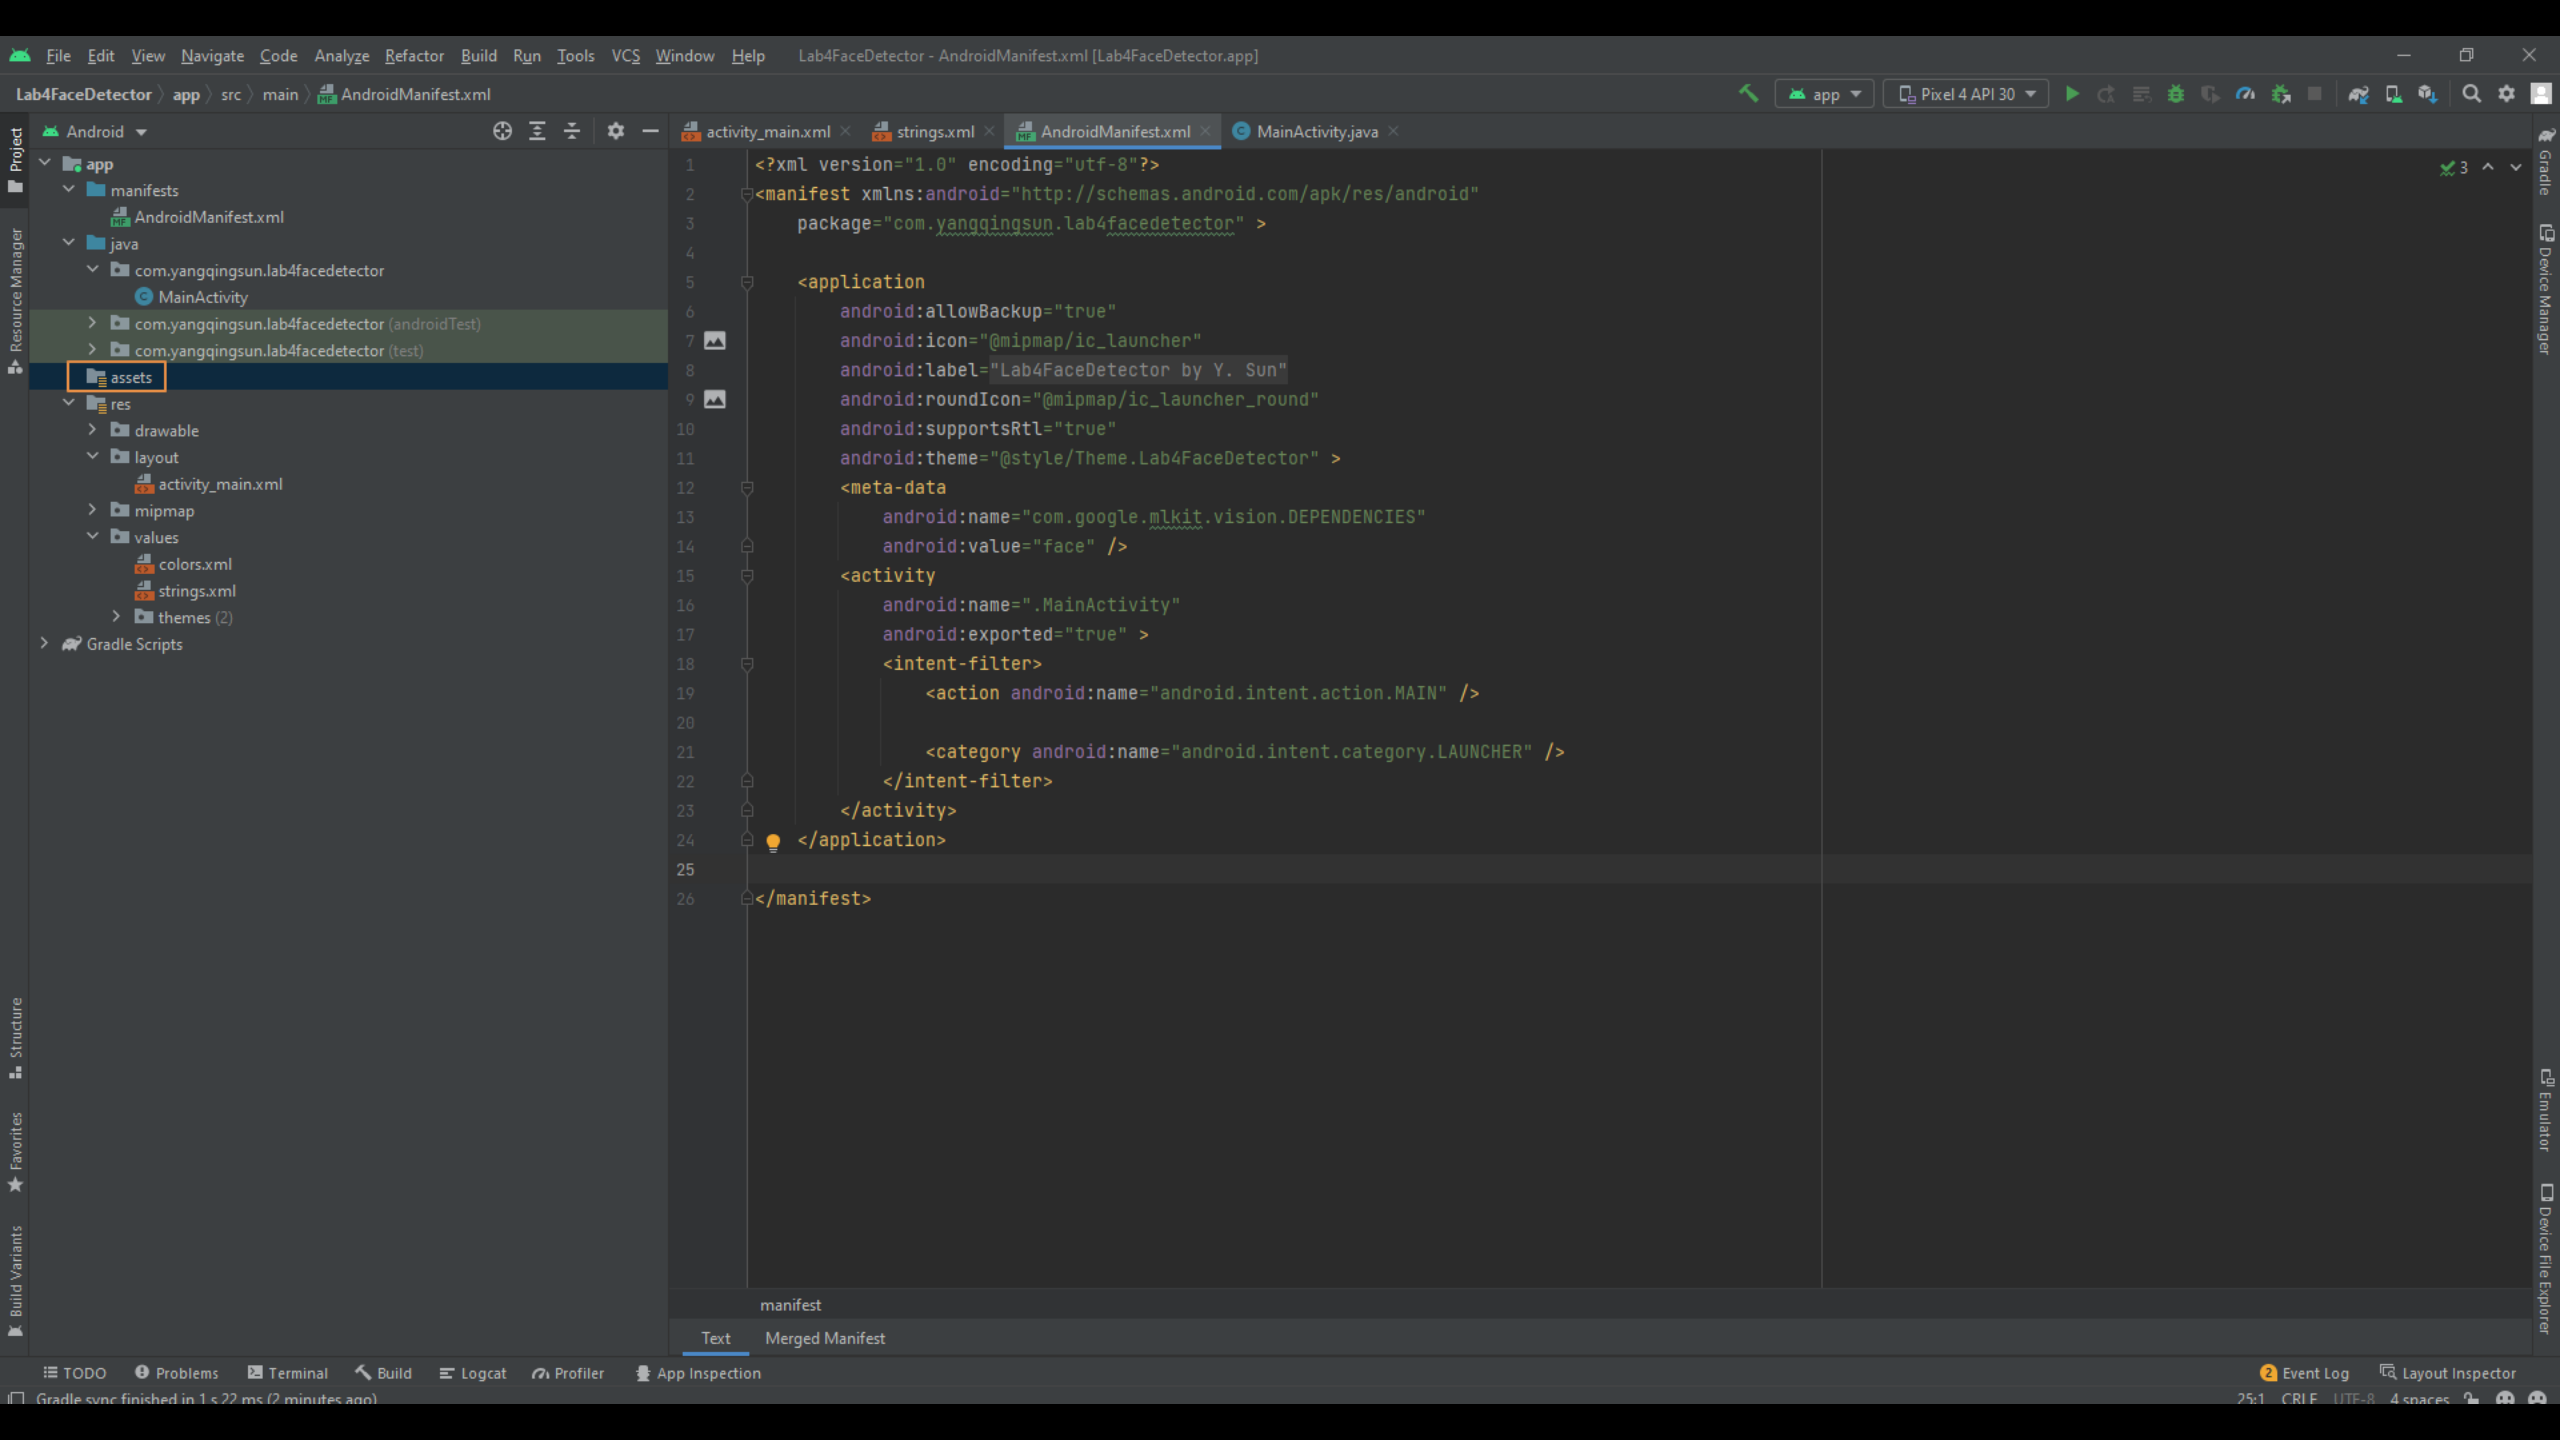 File Edit View Navigate Code Analyze Refactor Build Run Tools VCS Window Help Lab4FaceDetector - AndroidManifest.xml [Lab4FaceDetector.app]
Lab4FaceDetector app src main AndroidManifest.xml app Pixel 4 API 30
Project
Resource Manager
Structure
Favorites
Build Variants
Android
app
manifests
AndroidManifest.xml
java
com.yangqingsun.lab4facedetector
MainActivity
com.yangqingsun.lab4facedetector (androidTest)
com.yangqingsun.lab4facedetector (test)
assets
res
drawable
layout
activity_main.xml
mipmap
values
colors.xml
strings.xml
themes (2)
Gradle Scripts
activity_main.xml strings.xml AndroidManifest.xml MainActivity.java
3
1 <?xml version="1.0" encoding="utf-8"?>
2 <manifest xmlns:android="http://schemas.android.com/apk/res/android"
3 package="com.yangqingsun.lab4facedetector" >
4
5 <application
6 android:allowBackup="true"
7 android:icon="@mipmap/ic_launcher"
8 android:label="Lab4FaceDetector by Y. Sun"
9 android:roundIcon="@mipmap/ic_launcher_round"
10 android:supportsRtl="true"
11 android:theme="@style/Theme.Lab4FaceDetector" >
12 <meta-data
13 android:name="com.google.mlkit.vision.DEPENDENCIES"
14 android:value="face" />
15 <activity
16 android:name=".MainActivity"
17 android:exported="true" >
18 <intent-filter>
19 <action android:name="android.intent.action.MAIN" />
20
21 <category android:name="android.intent.category.LAUNCHER" />
22 </intent-filter>
23 </activity>
24 </application>
25
26 </manifest>
manifest
Text Merged Manifest
Gradle
Device Manager
Emulator
Device File Explorer
TODO Problems Terminal Build Logcat Profiler App Inspection 2 Event Log Layout Inspector
Gradle sync finished in 1 s 22 ms (2 minutes ago) 25:1 CRLF UTF-8 4 spaces